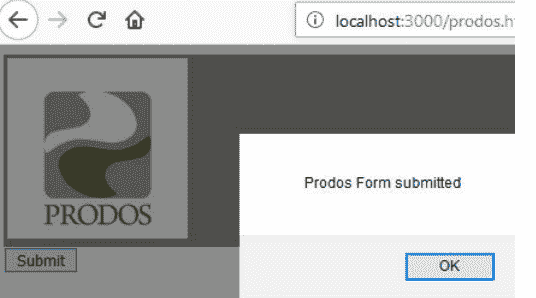 localhost:3000/prodos.h
Prodos Form submitted
PRODOS
Submit
OK